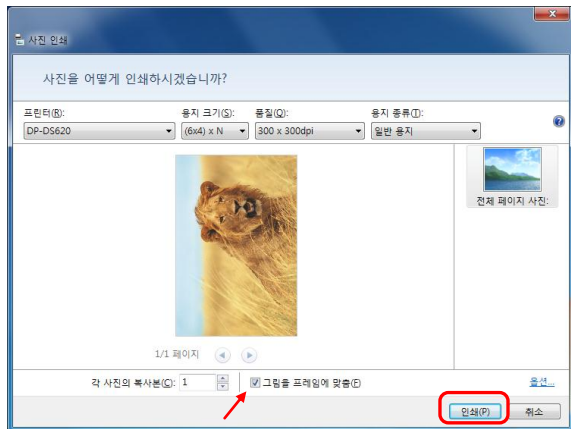 사진 인쇄
사진을 어떻게 인쇄하시겠습니까?
프린터(R): 용지 크기(S): 품질(Q): 용지 종류(T):
DP-DS620 (6x4) x N 300 x 300dpi 일반 용지
전체 페이지 사진:
1/1 페이지
각 사진의 복사본(C): 1 그림을 프레임에 맞춤(F) 옵션...
인쇄(P) 취소